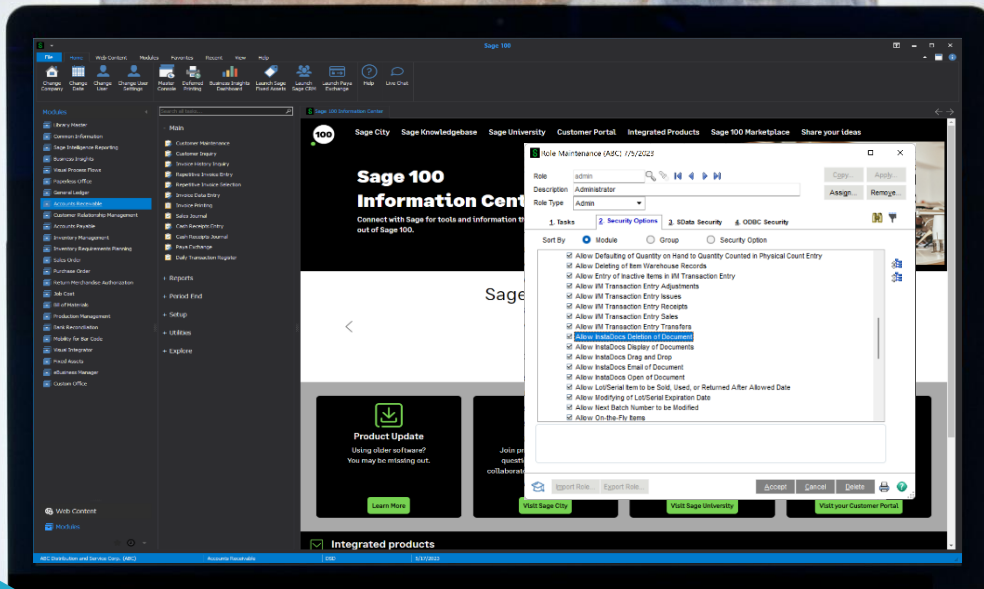 Sage 100
File Home Web Content Modules Favorites Recent View Help
Change Company
Change Date
Change User
Change User Settings
Master Console
Deferred Printing
Business Insights Dashboard
Launch Sage Fixed Assets
Launch Sage CRM
Launch Paya Exchange
Help
Live Chat
Modules
Library Master
Common Information
Sage Intelligence Reporting
Business Insights
Visual Process Flows
Paperless Office
General Ledger
Accounts Receivable
Customer Relationship Management
Accounts Payable
Inventory Management
Inventory Requirements Planning
Sales Order
Purchase Order
Return Merchandise Authorization
Job Cost
Bill of Materials
Production Management
Bank Reconciliation
Mobility for Bar Code
Visual Integrator
Fixed Assets
eBusiness Manager
Custom Office
Web Content
Modules
Search all tasks...
Main
Customer Maintenance
Customer Inquiry
Invoice History Inquiry
Repetitive Invoice Entry
Repetitive Invoice Selection
Invoice Data Entry
Invoice Printing
Sales Journal
Cash Receipts Entry
Cash Receipts Journal
Paya Exchange
Daily Transaction Register
+ Reports
+ Period End
+ Setup
+ Utilities
+ Explore
Sage 100 Information Center
100
Sage City Sage Knowledgebase Sage University Customer Portal Integrated Products Sage 100 Marketplace Share your ideas
Sage 100
Information Cent
Connect with Sage for tools and information th
out of Sage 100.
Sage
Product Update
Using older software?
You may be missing out.
Learn More
Join pr
questi
collaborat
Visit Sage City
Visit Sage University
Visit your Customer Portal
Integrated products
Role Maintenance (ABC) 7/5/2023
Role admin
Description Administrator
Role Type Admin
Copy... Apply...
Assign... Remove...
1. Tasks 2. Security Options 3. SData Security 4. ODBC Security
Sort By Module Group Security Option
Allow Defaulting of Quantity on Hand to Quantity Counted in Physical Count Entry
Allow Deleting of Item Warehouse Records
Allow Entry of Inactive Items in I/M Transaction Entry
Allow I/M Transaction Entry Adjustments
Allow I/M Transaction Entry Issues
Allow I/M Transaction Entry Receipts
Allow I/M Transaction Entry Sales
Allow I/M Transaction Entry Transfers
Allow InstaDocs Deletion of Document
Allow InstaDocs Display of Documents
Allow InstaDocs Drag and Drop
Allow InstaDocs Email of Document
Allow InstaDocs Open of Document
Allow Lot/Serial Item to be Sold, Used, or Returned After Allowed Date
Allow Modifying of Lot/Serial Expiration Date
Allow Next Batch Number to be Modified
Allow On-the-Fly Items
Import Role... Export Role...
Accept Cancel Delete
ABC Distribution and Service Corp. (ABC) Accounts Receivable DSD 5/17/2023